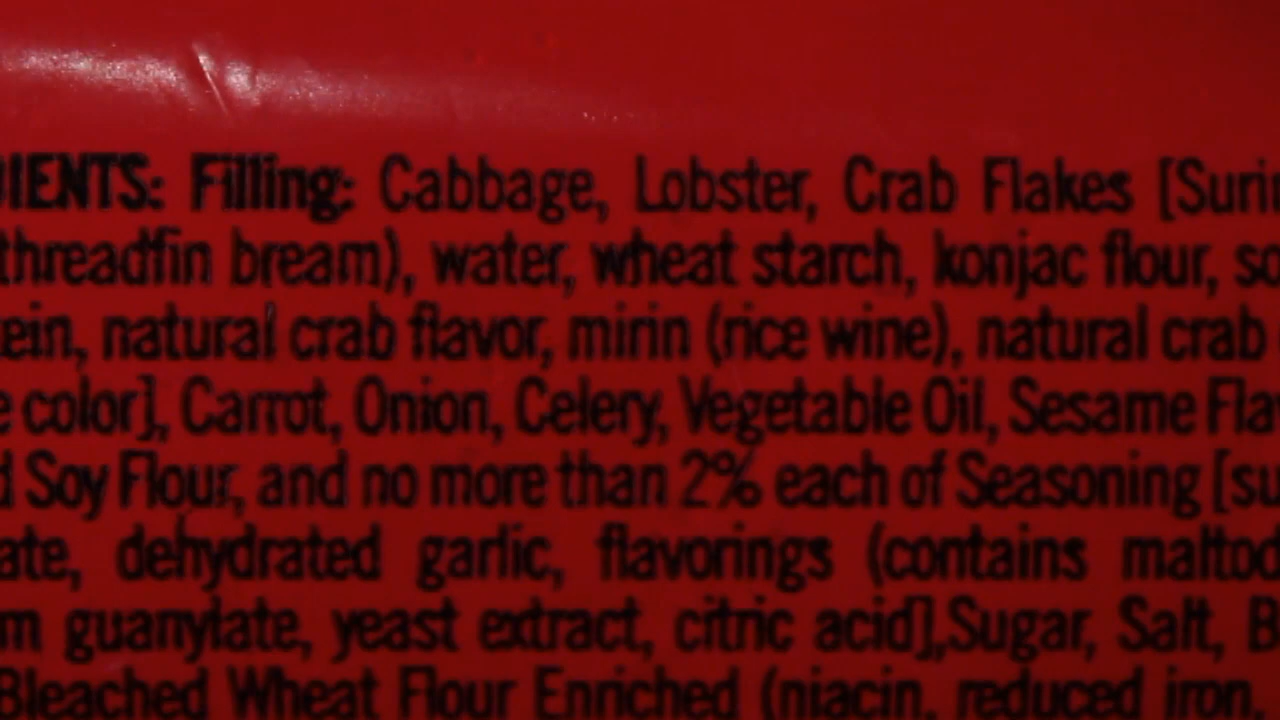 IENTS: Filling: Cabbage, Lobster, Crab Flakes [Suri
threadfin bream), water, wheat starch, konjac flour, so
ein, natural crab flavor, mirin (rice wine), natural crab
e color], Carrot, Onion, Celery, Vegetable Oil, Sesame Fla
d Soy Flour, and no more than 2% each of Seasoning [su
ate, dehydrated garlic, flavorings (contains maltod
m guanylate, yeast extract, citric acid],Sugar, Salt, B
Bleached Wheat Flour Enriched (niacin, reduced iron,